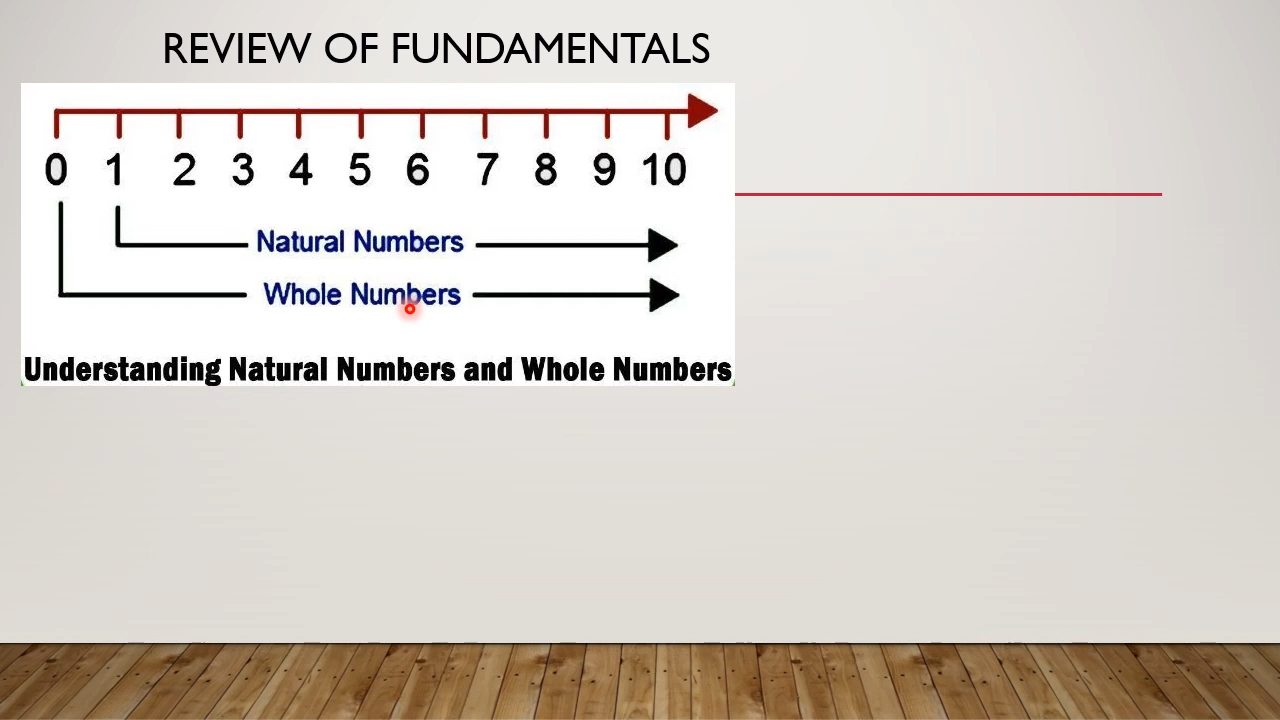 REVIEW OF FUNDAMENTALS
0 1 2 3 4 5 6 7 8 9 10
Natural Numbers
Whole Numbers
Understanding Natural Numbers and Whole Numbers